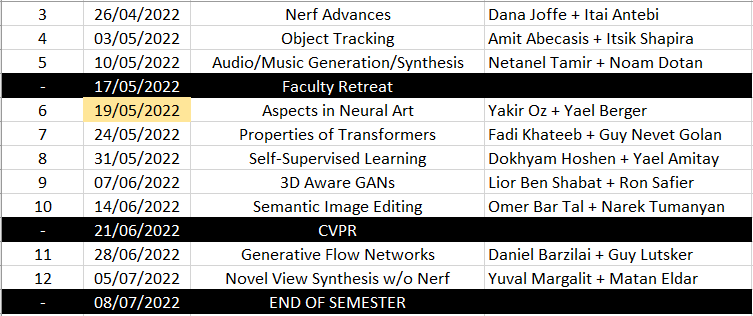 3 26/04/2022 Nerf Advances Dana Joffe + Itai Antebi
4 03/05/2022 Object Tracking Amit Abecasis + Itsik Shapira
5 10/05/2022 Audio/Music Generation/Synthesis Netanel Tamir + Noam Dotan
- 17/05/2022 Faculty Retreat
6 19/05/2022 Aspects in Neural Art Yakir Oz + Yael Berger
7 24/05/2022 Properties of Transformers Fadi Khateeb + Guy Nevet Golan
8 31/05/2022 Self-Supervised Learning Dokhyam Hoshen + Yael Amitay
9 07/06/2022 3D Aware GANs Lior Ben Shabat + Ron Safier
10 14/06/2022 Semantic Image Editing Omer Bar Tal + Narek Tumanyan
- 21/06/2022 CVPR
11 28/06/2022 Generative Flow Networks Daniel Barzilai + Guy Lutsker
12 05/07/2022 Novel View Synthesis w/o Nerf Yuval Margalit + Matan Eldar
- 08/07/2022 END OF SEMESTER